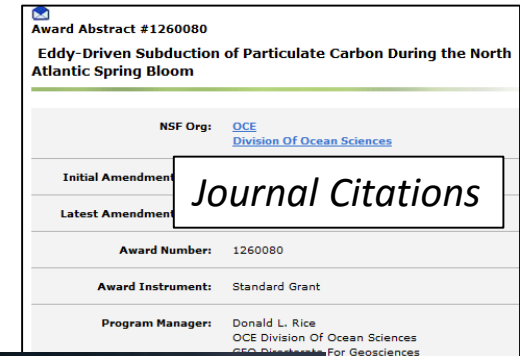 Award Abstract #1260080
Eddy-Driven Subduction of Particulate Carbon During the North
Atlantic Spring Bloom
NSF Org: OCE
Division Of Ocean Sciences
Initial Amendment
Journal Citations
Latest Amendment
Award Number: 1260080
Award Instrument: Standard Grant
Program Manager: Donald L. Rice
OCE Division Of Ocean Sciences
GEO Directorate For Geosciences